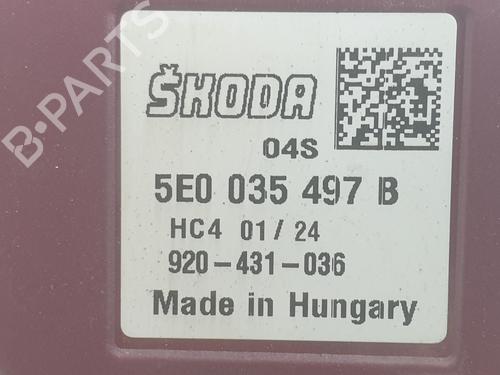 ŠKODA
04S
5E0 035 497 B
HC4 01/24
920-431-036
Made in Hungary
B-PARTS